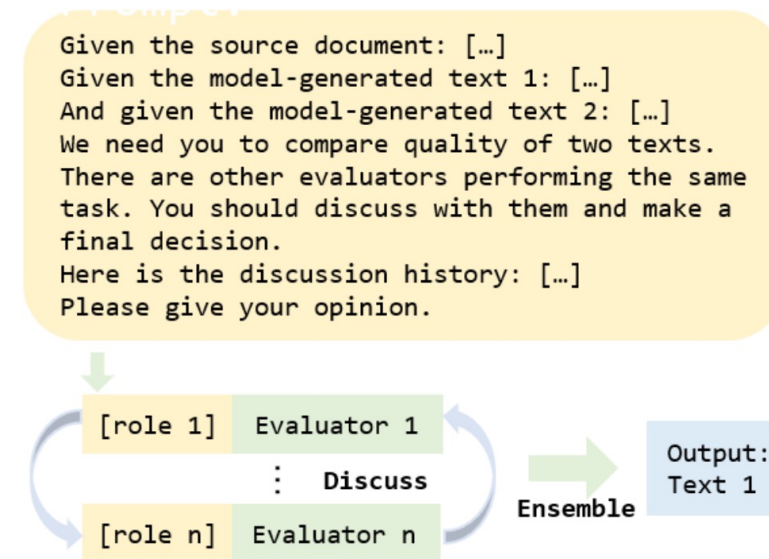 Prompt:
Given the source document: […]
Given the model-generated text 1: […]
And given the model-generated text 2: […]
We need you to compare quality of two texts.
There are other evaluators performing the same
task. You should discuss with them and make a
final decision.
Here is the discussion history: […]
Please give your opinion.
[role 1] Evaluator 1
⋮ Discuss
[role n] Evaluator n
Ensemble
Output:
Text 1